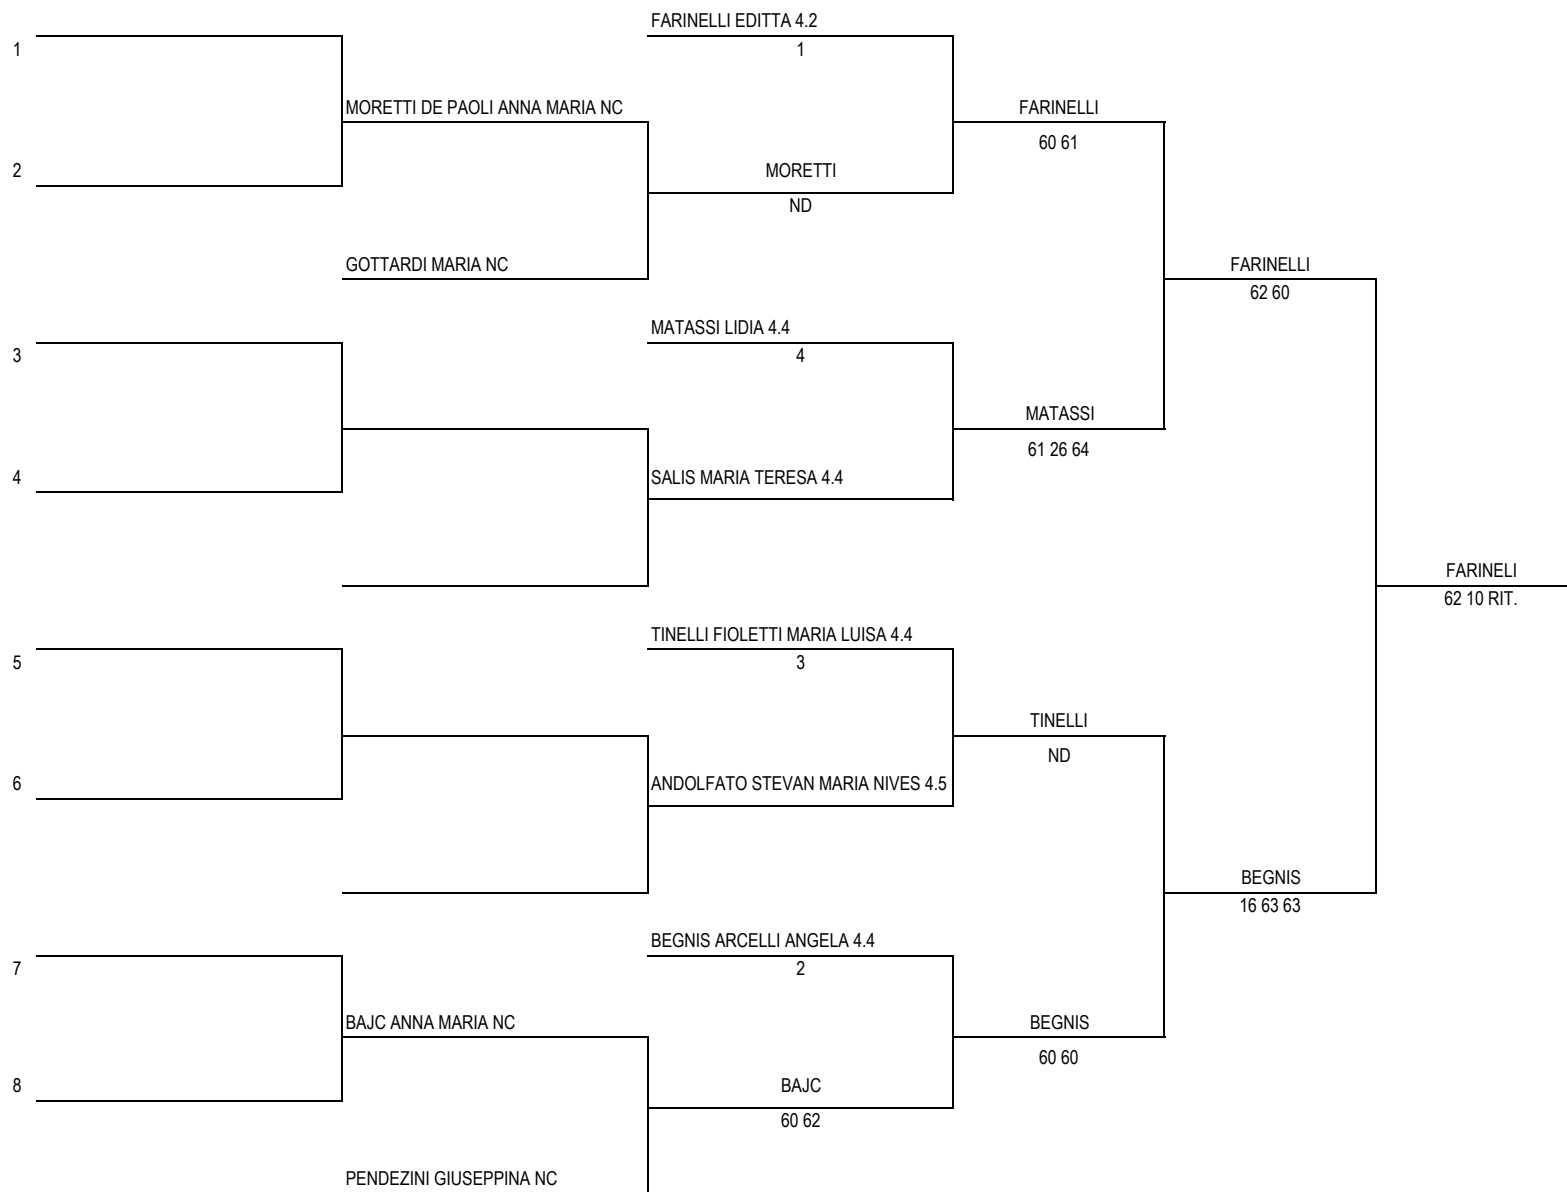 FARINELLI EDITTA 4.2
1
1
MORETTI DE PAOLI ANNA MARIA NC
FARINELLI
60 61
2
MORETTI
ND
GOTTARDI MARIA NC
FARINELLI
62 60
MATASSI LIDIA 4.4
3
4
MATASSI
61 26 64
4
SALIS MARIA TERESA 4.4
FARINELI
62 10 RIT.
TINELLI FIOLETTI MARIA LUISA 4.4
5
3
TINELLI
ND
6
ANDOLFATO STEVAN MARIA NIVES 4.5
BEGNIS
16 63 63
BEGNIS ARCELLI ANGELA 4.4
7
2
BAJC ANNA MARIA NC
BEGNIS
60 60
8
BAJC
60 62
PENDEZINI GIUSEPPINA NC